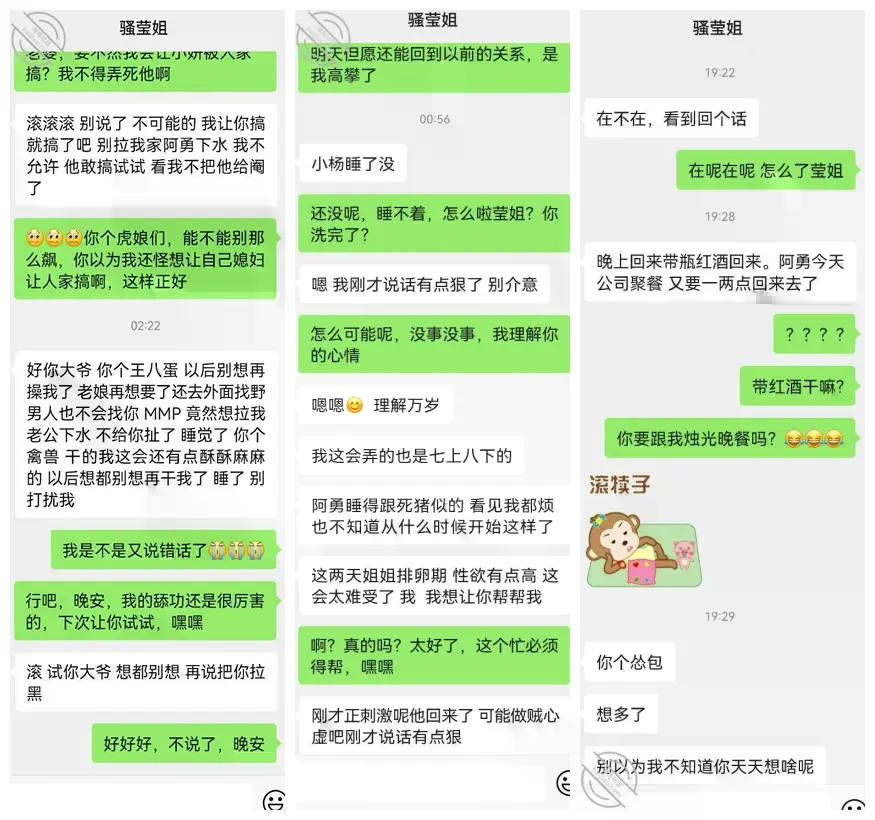 骚莹姐
搞？我不得弄死他啊
滚滚滚 别说了 不可能的 我让你搞
就搞了吧 别拉我家阿勇下水 我不
允许 他敢搞试试 看我不把他给阉
了
🥺🥺🥺你个虎娘们，能不能别那
么飙，你以为我还怪想让自己媳妇
让人家搞啊，这样正好
02:22
好你大爷 你个王八蛋 以后别想再
操我了 老娘再想要了还去外面找野
男人也不会找你 MMP 竟然想拉我
老公下水 不给你扯了 睡觉了 你个
禽兽 干的我这会还有点酥酥麻麻
的 以后想都别想再干我了 睡了 别
打扰我
我是不是又说错话了😭😭😭
行吧，晚安，我的舔功还是很厉害
的，下次让你试试，嘿嘿
滚 试你大爷 想都别想 再说把你拉
黑
好好好，不说了，晚安
骚莹姐
明天但愿还能回到以前的关系，是
我高攀了
00:56
小杨睡了没
还没呢，睡不着，怎么啦莹姐？你
洗完了？
嗯 我刚才说话有点狠了 别介意
怎么可能呢，没事没事，我理解你
的心情
嗯嗯😊 理解万岁
我这会弄的也是七上八下的
阿勇睡得跟死猪似的 看见我都烦
也不知道从什么时候开始这样了
这两天姐姐排卵期 性欲有点高 这
会太难受了 我 我想让你帮帮我
啊？真的吗？太好了，这个忙必须
得帮，嘿嘿
刚才正刺激呢他回来了 可能做贼心
虚吧刚才说话有点狠
骚莹姐
19:22
在不在，看到回个话
在呢在呢 怎么了莹姐
19:28
晚上回来带瓶红酒回来。阿勇今天
公司聚餐 又要一两点回来去了
？？？？
带红酒干嘛？
你要跟我烛光晚餐吗？😂😂😂
滚犊子
19:29
你个怂包
想多了
别以为我不知道你天天想啥呢